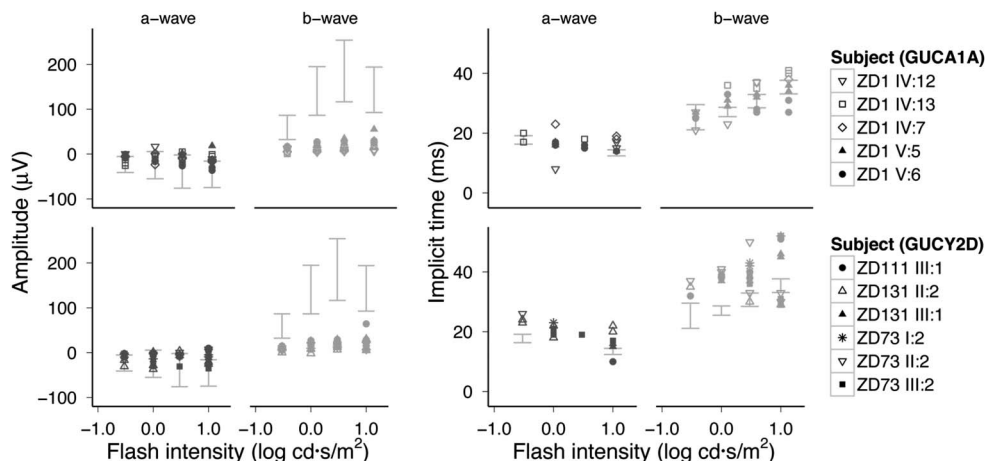 a−wave
b−wave
a−wave
b−wave
Amplitude (μV)
200
100
0
−100
200
100
0
−100
Implicit time (ms)
40
20
0
40
20
0
Subject (GUCA1A)
ZD1 IV:12
ZD1 IV:13
ZD1 IV:7
ZD1 V:5
ZD1 V:6
Subject (GUCY2D)
ZD111 III:1
ZD131 II:2
ZD131 III:1
ZD73 I:2
ZD73 II:2
ZD73 III:2
−1.0 0.0 1.0 −1.0 0.0 1.0
−1.0 0.0 1.0 −1.0 0.0 1.0
Flash intensity (log cd·s/m²)
Flash intensity (log cd·s/m²)